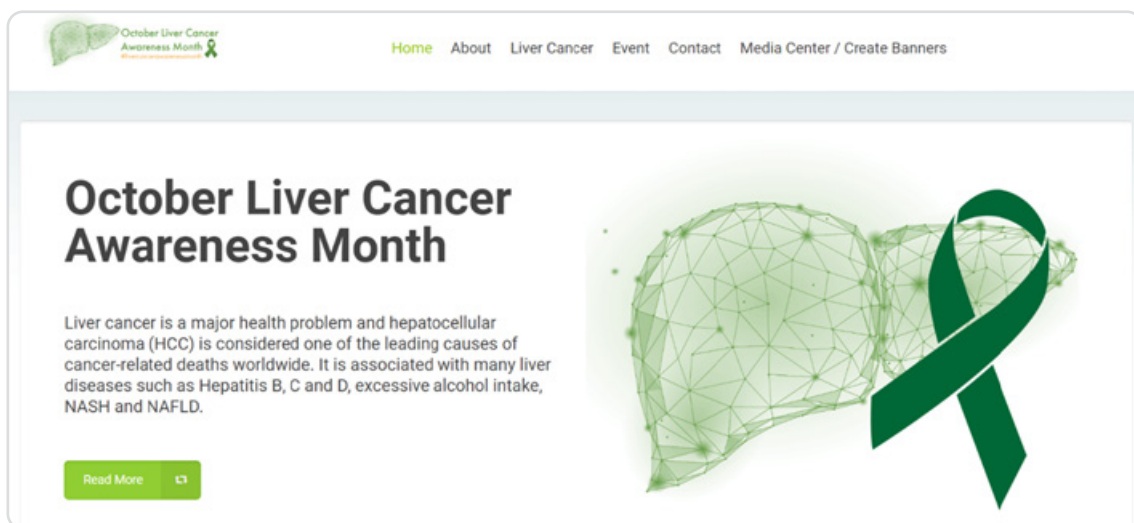 October Liver Cancer
Awareness Month
Home About Liver Cancer Event Contact Media Center / Create Banners
October Liver Cancer
Awareness Month
Liver cancer is a major health problem and hepatocellular
carcinoma (HCC) is considered one of the leading causes of
cancer-related deaths worldwide. It is associated with many liver
diseases such as Hepatitis B, C and D, excessive alcohol intake,
NASH and NAFLD.
Read More